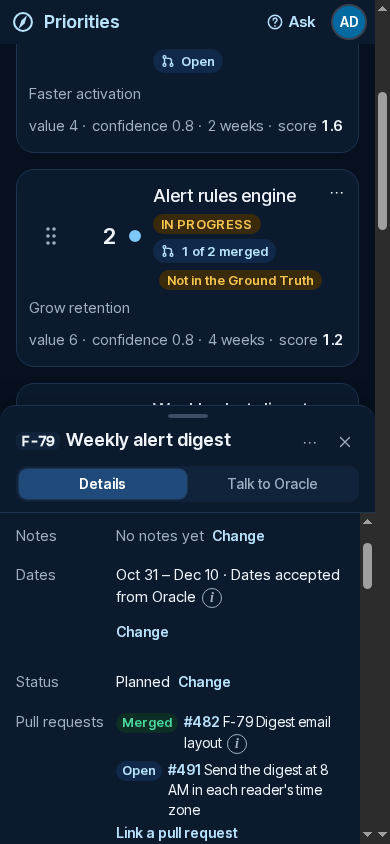 Priorities
Ask
AD
Open
Faster activation
value 4 · confidence 0.8 · 2 weeks · score 1.6
Alert rules engine
...
2
IN PROGRESS
1 of 2 merged
Not in the Ground Truth
Grow retention
value 6 · confidence 0.8 · 4 weeks · score 1.2
F-79 Weekly alert digest
...
Details
Talk to Oracle
Notes
No notes yet Change
Dates
Oct 31 – Dec 10 · Dates accepted
from Oracle i
Change
Status
Planned Change
Pull requests
Merged #482 F-79 Digest email
layout i
Open #491 Send the digest at 8
AM in each reader's time
zone
Link a pull request